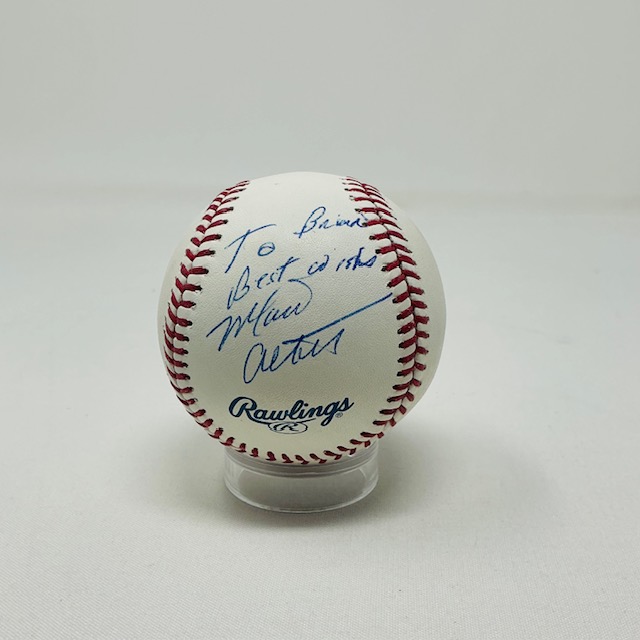 To Brian
Best wishes
Rawlings®
R